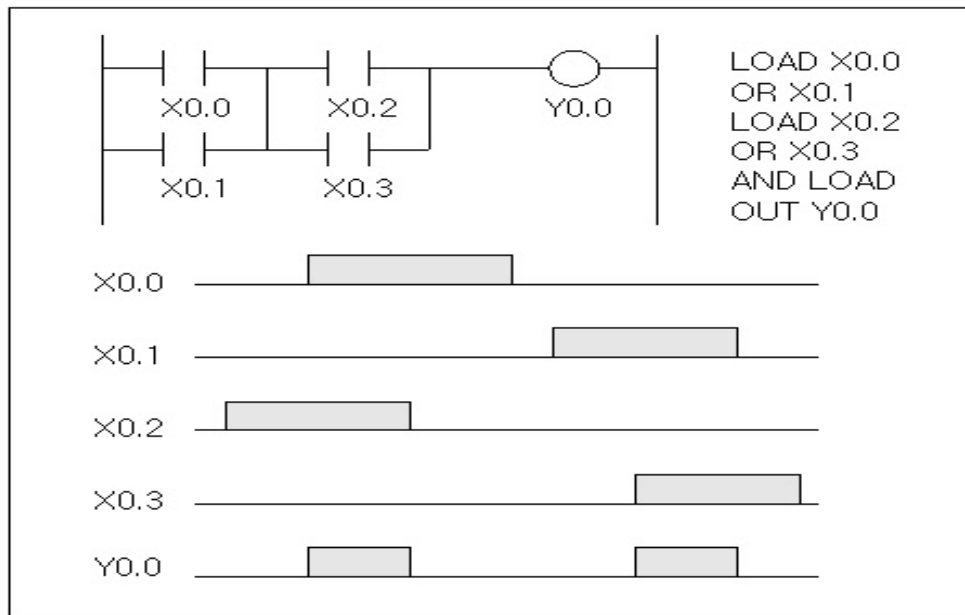 X0.0
X0.2
Y0.0
X0.1
X0.3
LOAD X0.0
OR X0.1
LOAD X0.2
OR X0.3
AND LOAD
OUT Y0.0
X0.0
X0.1
X0.2
X0.3
Y0.0